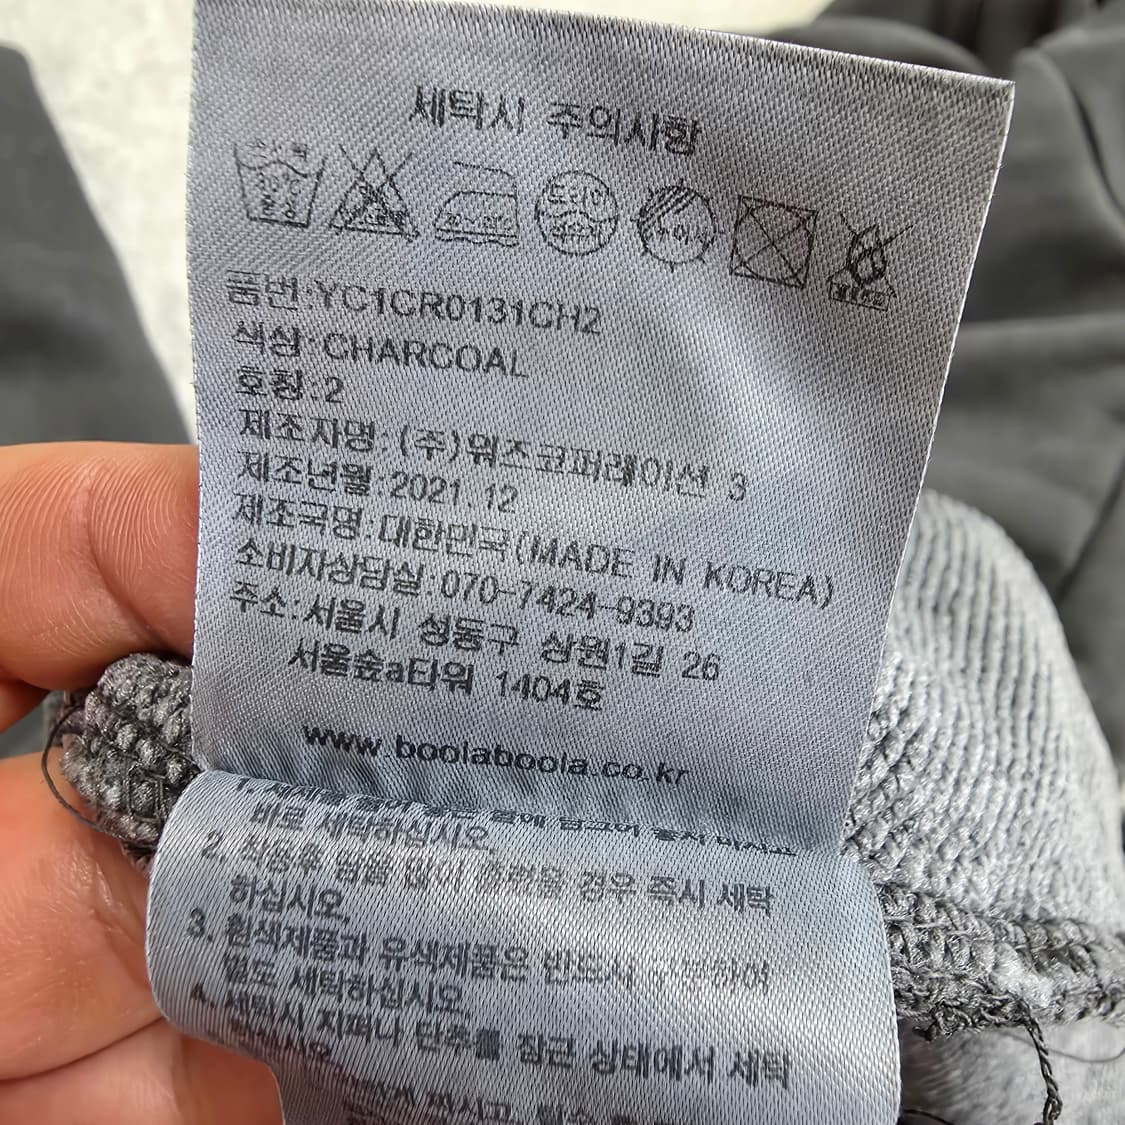 세탁시 주의사항
품번:YC1CR0131CH2
색상:CHARCOAL
호칭:2
제조자명:(주)워즈코퍼레이션 3
제조년월:2021.12
제조국명:대한민국(MADE IN KOREA)
소비자상담실:070-7424-9393
주소:서울시 성동구 상원1길 26
서울숲a타워 1404호
www.boolaboola.co.kr
바로 세탁하십시오
2. 착용후 땀을 많이 흘렸을 경우 즉시 세탁
하십시오.
3. 흰색제품과 유색제품은 반드시
별도 세탁하십시오
4. 세탁시 지퍼나 단추를 잠근 상태에서 세탁